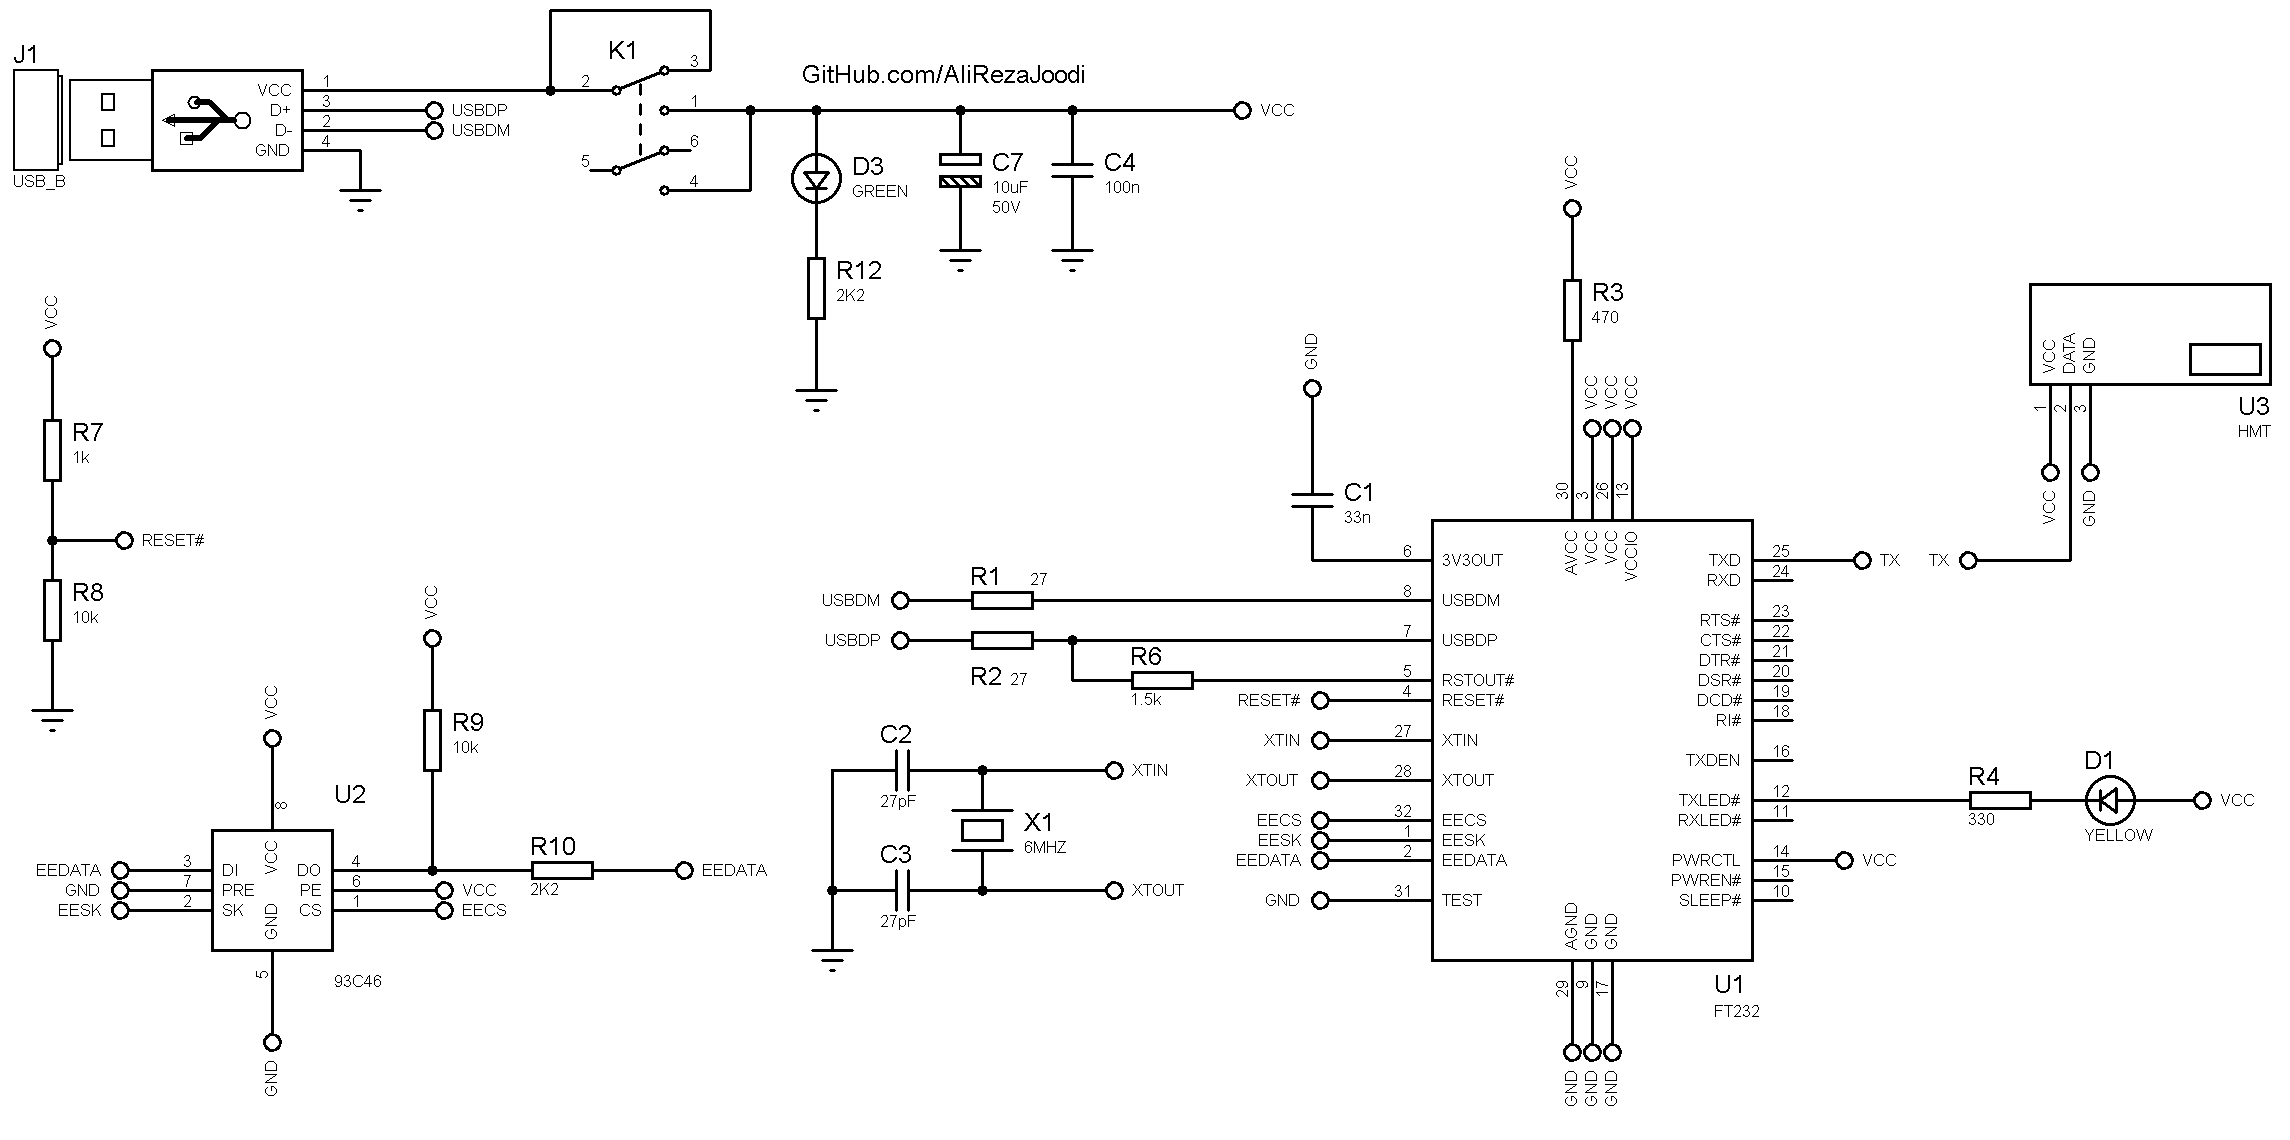 J1
USB_B
VCC 1
D+ 3 USBDP
D- 2 USBDM
GND 4
K1
2
3
1
6
5
4
GitHub.com/AliRezaJoodi
VCC
D3
GREEN
R12
2K2
C7
10uF
50V
C4
100n
VCC
R7
1k
RESET#
R8
10k
VCC
R9
10k
VCC
8
U2
VCC
GND
EEDATA 3 DI
GND 7 PRE
EESK 2 SK
DO 4
PE 6 VCC
CS 1 EECS
R10
2K2
EEDATA
5
GND
93C46
C2
27pF
XTIN
X1
6MHZ
C3
27pF
XTOUT
GND
C1
33n
USBDM
R1 27
USBDP
R2 27
R6
1.5k
VCC
R3
470
VCC
VCC
VCC
30
3
26
13
AVCC
VCC
VCC
VCCIO
6 3V3OUT
8 USBDM
7 USBDP
5 RSTOUT#
RESET# 4 RESET#
XTIN 27 XTIN
XTOUT 28 XTOUT
EECS 32 EECS
EESK 1 EESK
EEDATA 2 EEDATA
GND 31 TEST
TXD 25 TX
RXD 24
RTS# 23
CTS# 22
DTR# 21
DSR# 20
DCD# 19
RI# 18
TXDEN 16
TXLED# 12
RXLED# 11
PWRCTL 14 VCC
PWREN# 15
SLEEP# 10
AGND
GND
GND
29
9
17
GND
GND
GND
U1
FT232
R4
330
D1
YELLOW
VCC
VCC
DATA
GND
1
2
3
VCC
GND
TX
U3
HMT